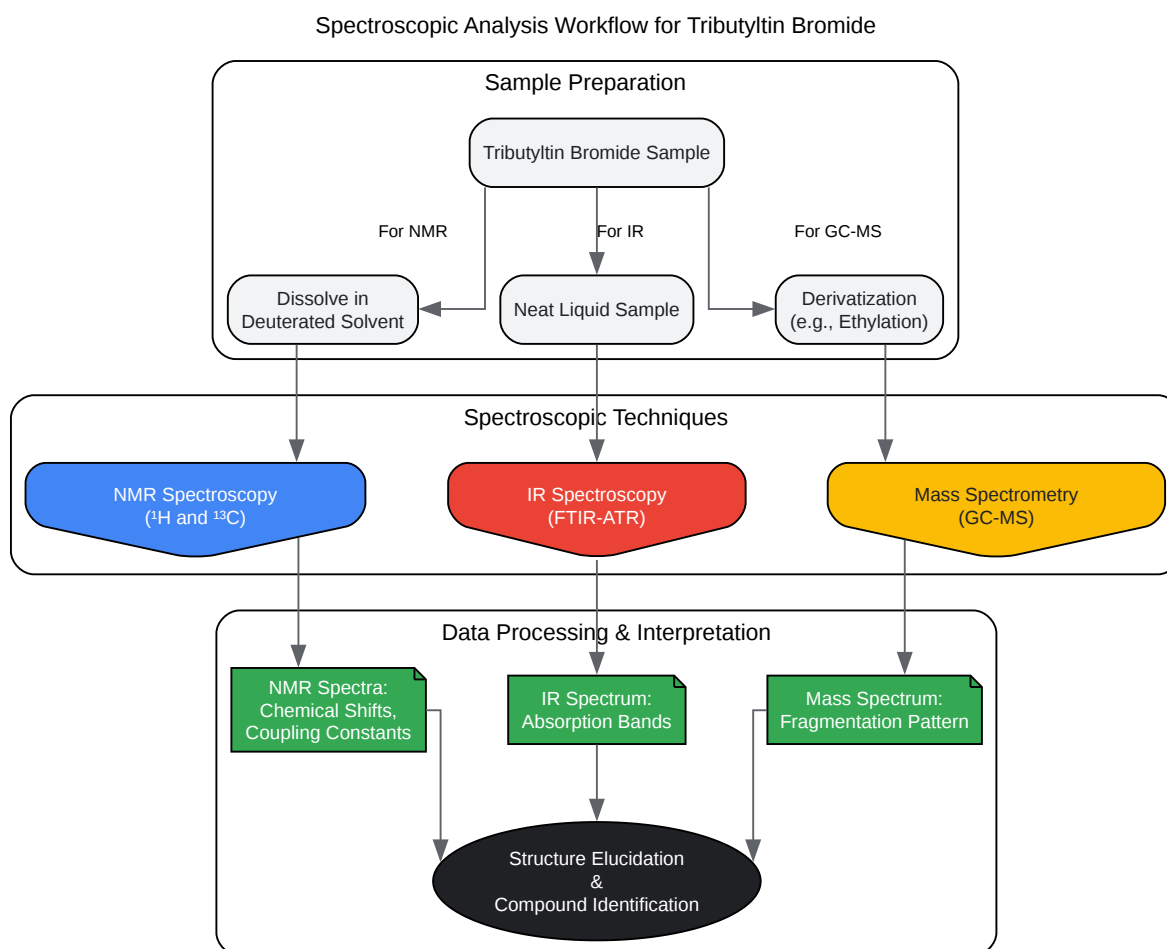 Spectroscopic Analysis Workflow for Tributyltin Bromide
Sample Preparation
Tributyltin Bromide Sample
For NMR
For IR
For GC-MS
Dissolve in
Deuterated Solvent
Neat Liquid Sample
Derivatization
(e.g., Ethylation)
Spectroscopic Techniques
NMR Spectroscopy
(¹H and ¹³C)
IR Spectroscopy
(FTIR-ATR)
Mass Spectrometry
(GC-MS)
Data Processing & Interpretation
NMR Spectra:
Chemical Shifts,
Coupling Constants
IR Spectrum:
Absorption Bands
Mass Spectrum:
Fragmentation Pattern
Structure Elucidation
&
Compound Identification